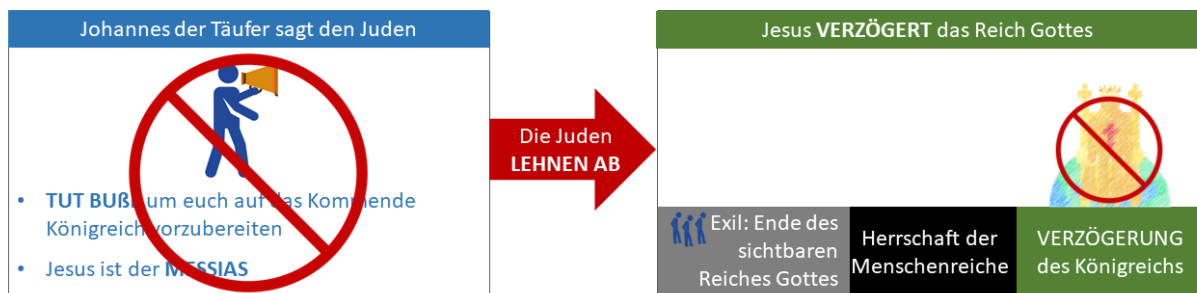 Johannes der Täufer sagt den Juden
TUT BUß um euch auf das Kommende
Königreich vorzubereiten
Jesus ist der MESSIAS
Die Juden
LEHNEN AB
Jesus VERZÖGERT das Reich Gottes
Exil: Ende des
sichtbaren
Reiches Gottes
Herrschaft der
Menschenreiche
VERZÖGERUNG
des Königreichs